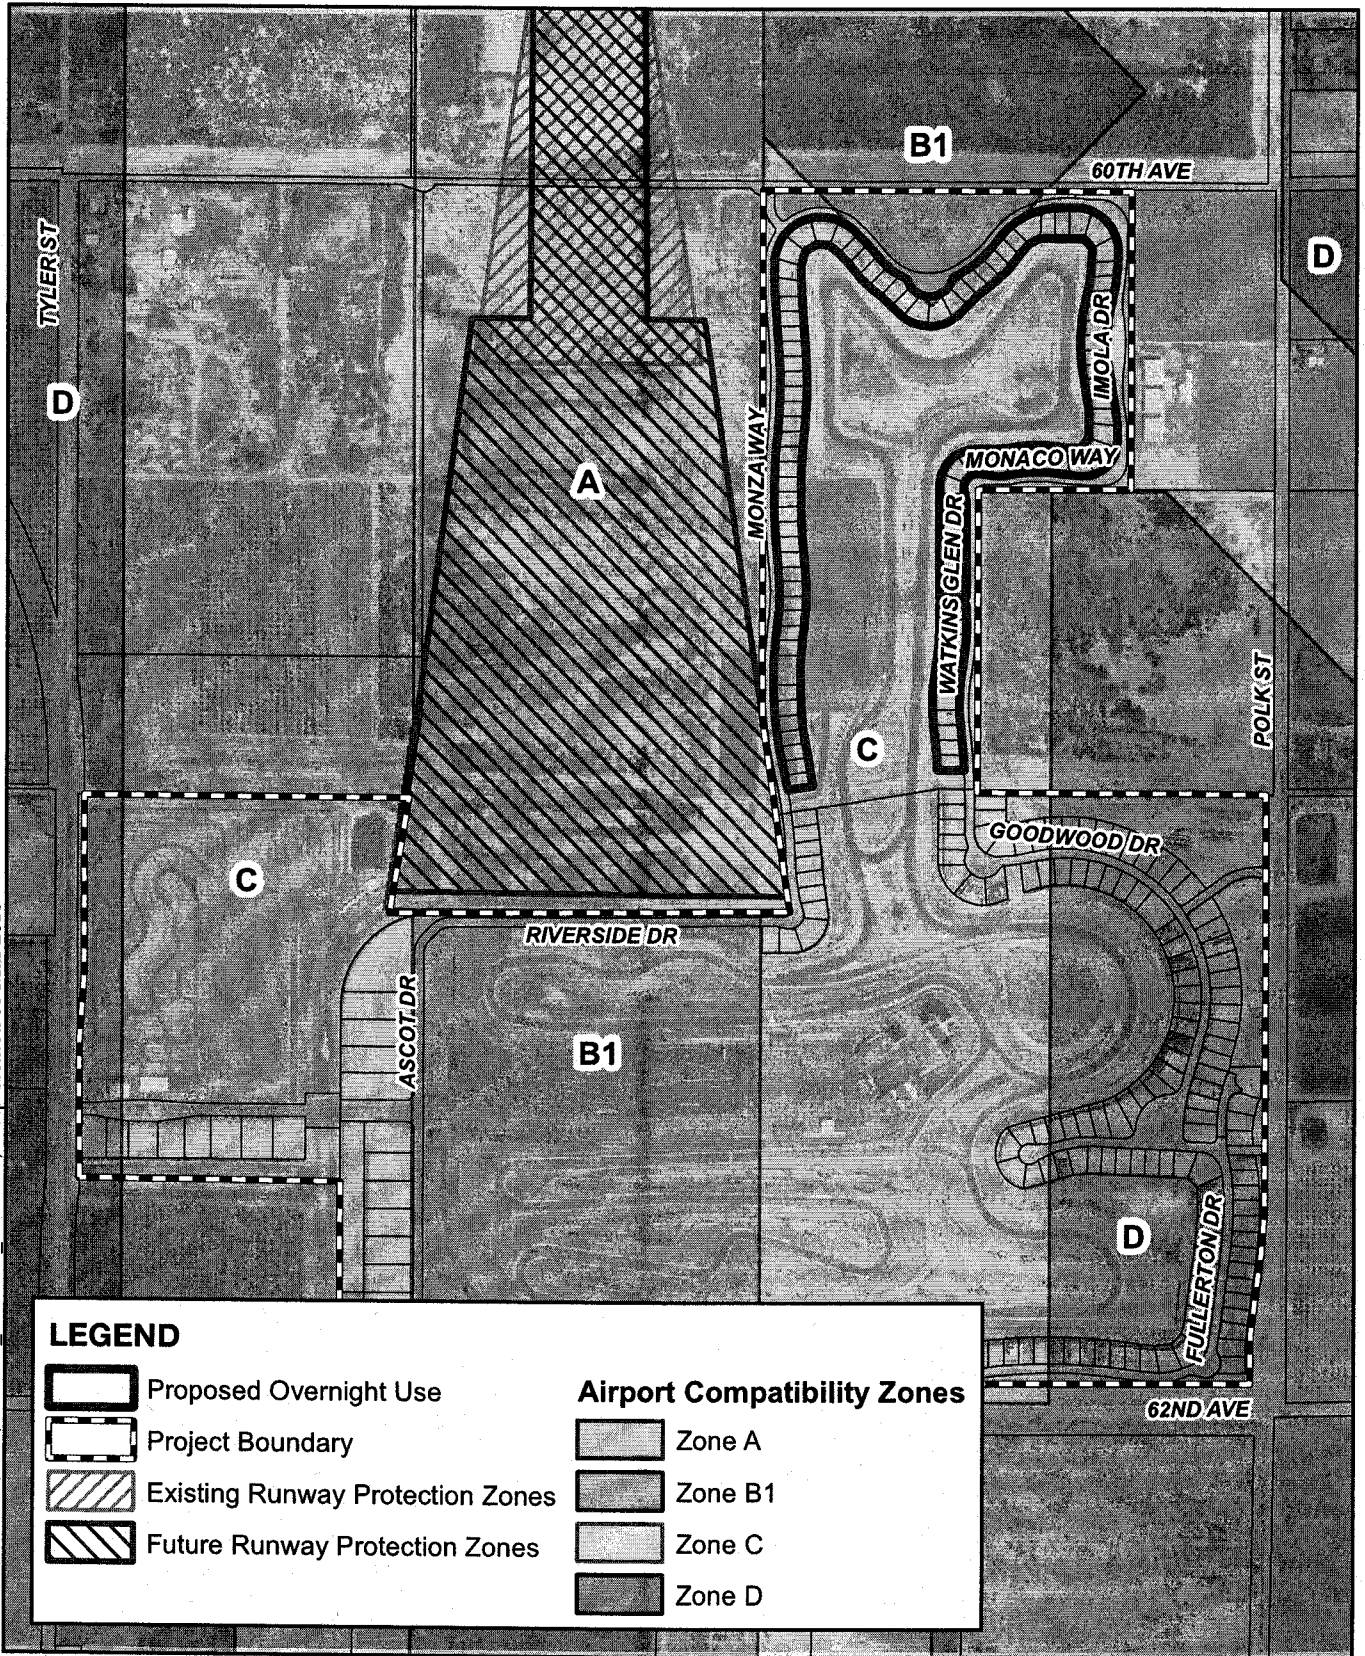 B1
60TH AVE
TYLER ST
D
D
IMOLA DR
A
MONZA WAY
MONACO WAY
WATKINS GLEN DR
POLK ST
C
GOODWOOD DR
C
RIVERSIDE DR
ASCOT DR
B1
D
FULLERTON DR
62ND AVE
LEGEND
Proposed Overnight Use
Project Boundary
Existing Runway Protection Zones
Future Runway Protection Zones
Airport Compatibility Zones
Zone A
Zone B1
Zone C
Zone D